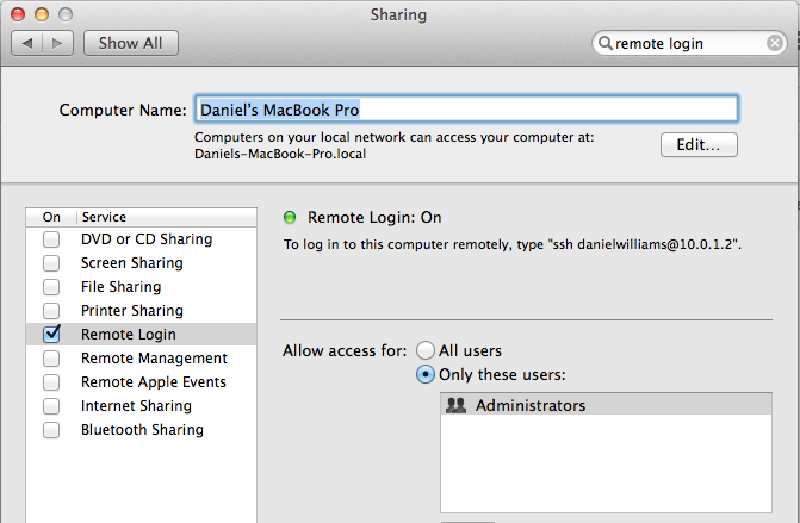 Sharing
Show All
remote login
Computer Name: Daniel's MacBook Pro
Computers on your local network can access your computer at:
Daniels-MacBook-Pro.local
Edit...
On Service
DVD or CD Sharing
Screen Sharing
File Sharing
Printer Sharing
Remote Login
Remote Management
Remote Apple Events
Internet Sharing
Bluetooth Sharing
Remote Login: On
To log in to this computer remotely, type "ssh danielwilliams@10.0.1.2".
Allow access for: All users
Only these users:
Administrators